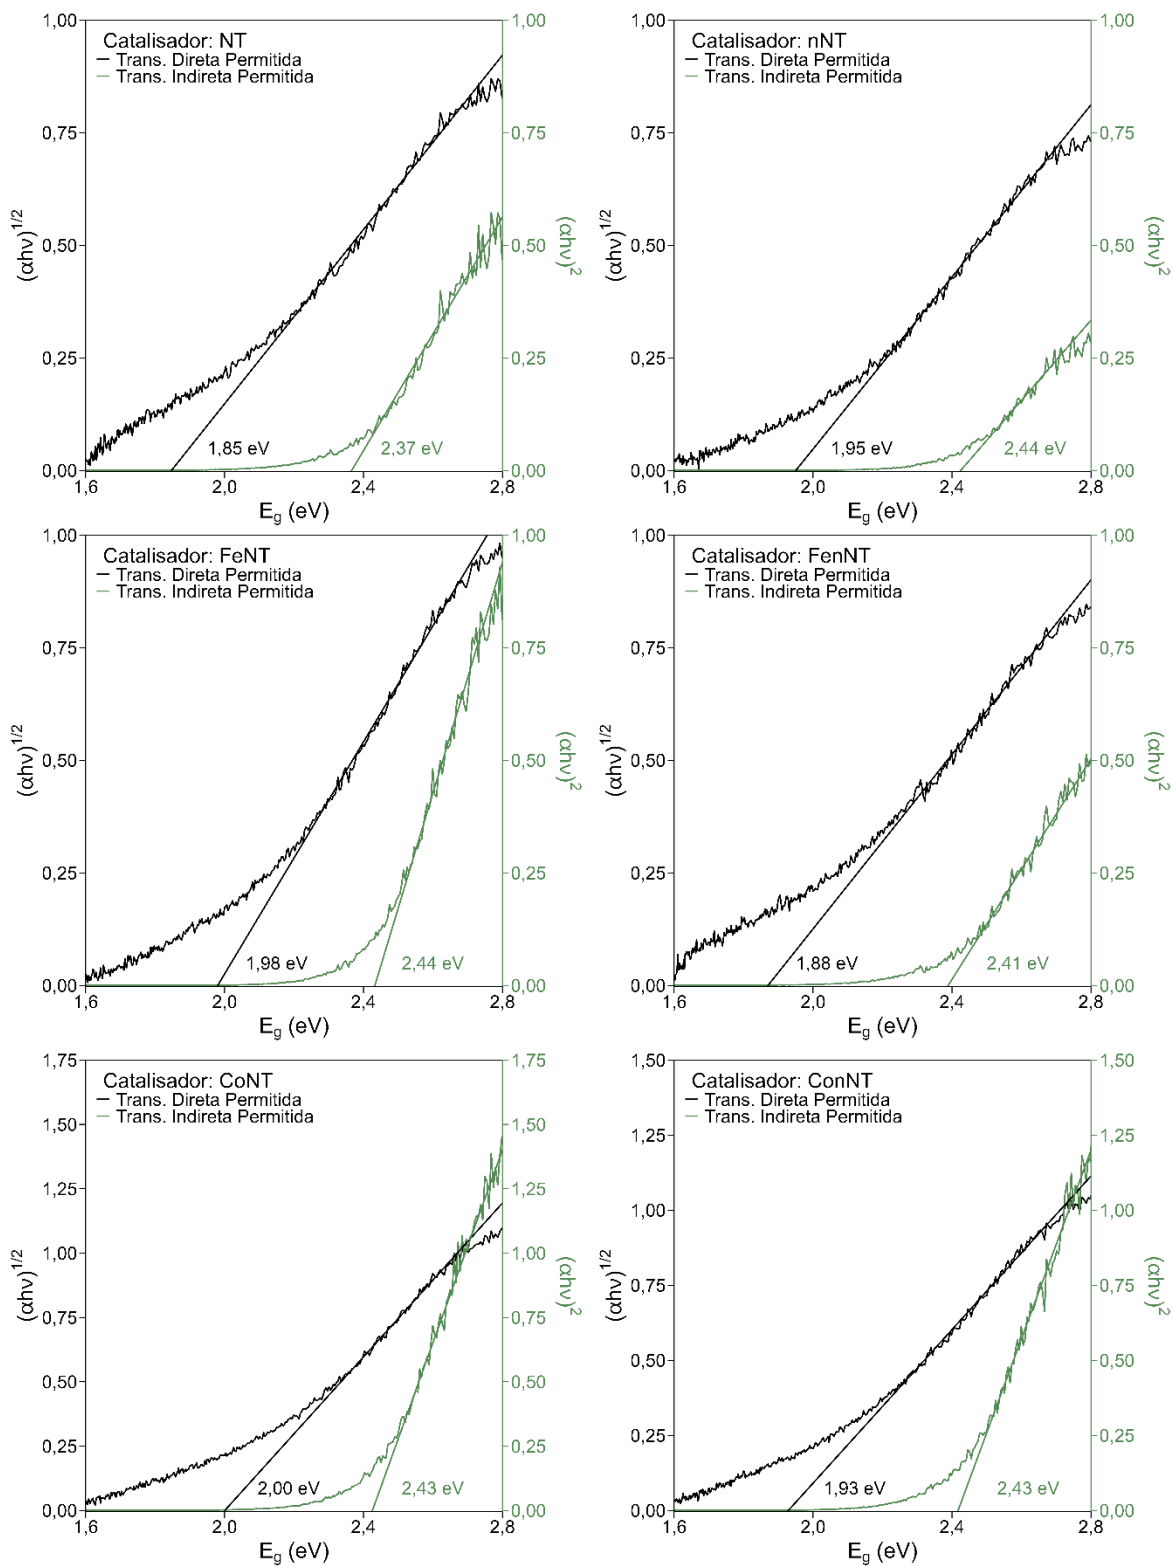 Catalisador: NT
Trans. Direta Permitida
Trans. Indireta Permitida
1,00
0,75
0,50
0,25
0,00
(αhν)^1/2
1,00
0,75
0,50
0,25
0,00
(αhν)^2
1,85 eV
2,37 eV
1,6
2,0
2,4
2,8
E_g (eV)
Catalisador: nNT
Trans. Direta Permitida
Trans. Indireta Permitida
1,00
0,75
0,50
0,25
0,00
(αhν)^1/2
1,00
0,75
0,50
0,25
0,00
(αhν)^2
1,95 eV
2,44 eV
1,6
2,0
2,4
2,8
E_g (eV)
Catalisador: FeNT
Trans. Direta Permitida
Trans. Indireta Permitida
1,00
0,75
0,50
0,25
0,00
(αhν)^1/2
1,00
0,75
0,50
0,25
0,00
(αhν)^2
1,98 eV
2,44 eV
1,6
2,0
2,4
2,8
E_g (eV)
Catalisador: FenNT
Trans. Direta Permitida
Trans. Indireta Permitida
1,00
0,75
0,50
0,25
0,00
(αhν)^1/2
1,00
0,75
0,50
0,25
0,00
(αhν)^2
1,88 eV
2,41 eV
1,6
2,0
2,4
2,8
E_g (eV)
Catalisador: CoNT
Trans. Direta Permitida
Trans. Indireta Permitida
1,75
1,50
1,25
1,00
0,75
0,50
0,25
0,00
(αhν)^1/2
1,75
1,50
1,25
1,00
0,75
0,50
0,25
0,00
(αhν)^2
2,00 eV
2,43 eV
1,6
2,0
2,4
2,8
E_g (eV)
Catalisador: ConNT
Trans. Direta Permitida
Trans. Indireta Permitida
1,50
1,25
1,00
0,75
0,50
0,25
0,00
(αhν)^1/2
1,50
1,25
1,00
0,75
0,50
0,25
0,00
(αhν)^2
1,93 eV
2,43 eV
1,6
2,0
2,4
2,8
E_g (eV)